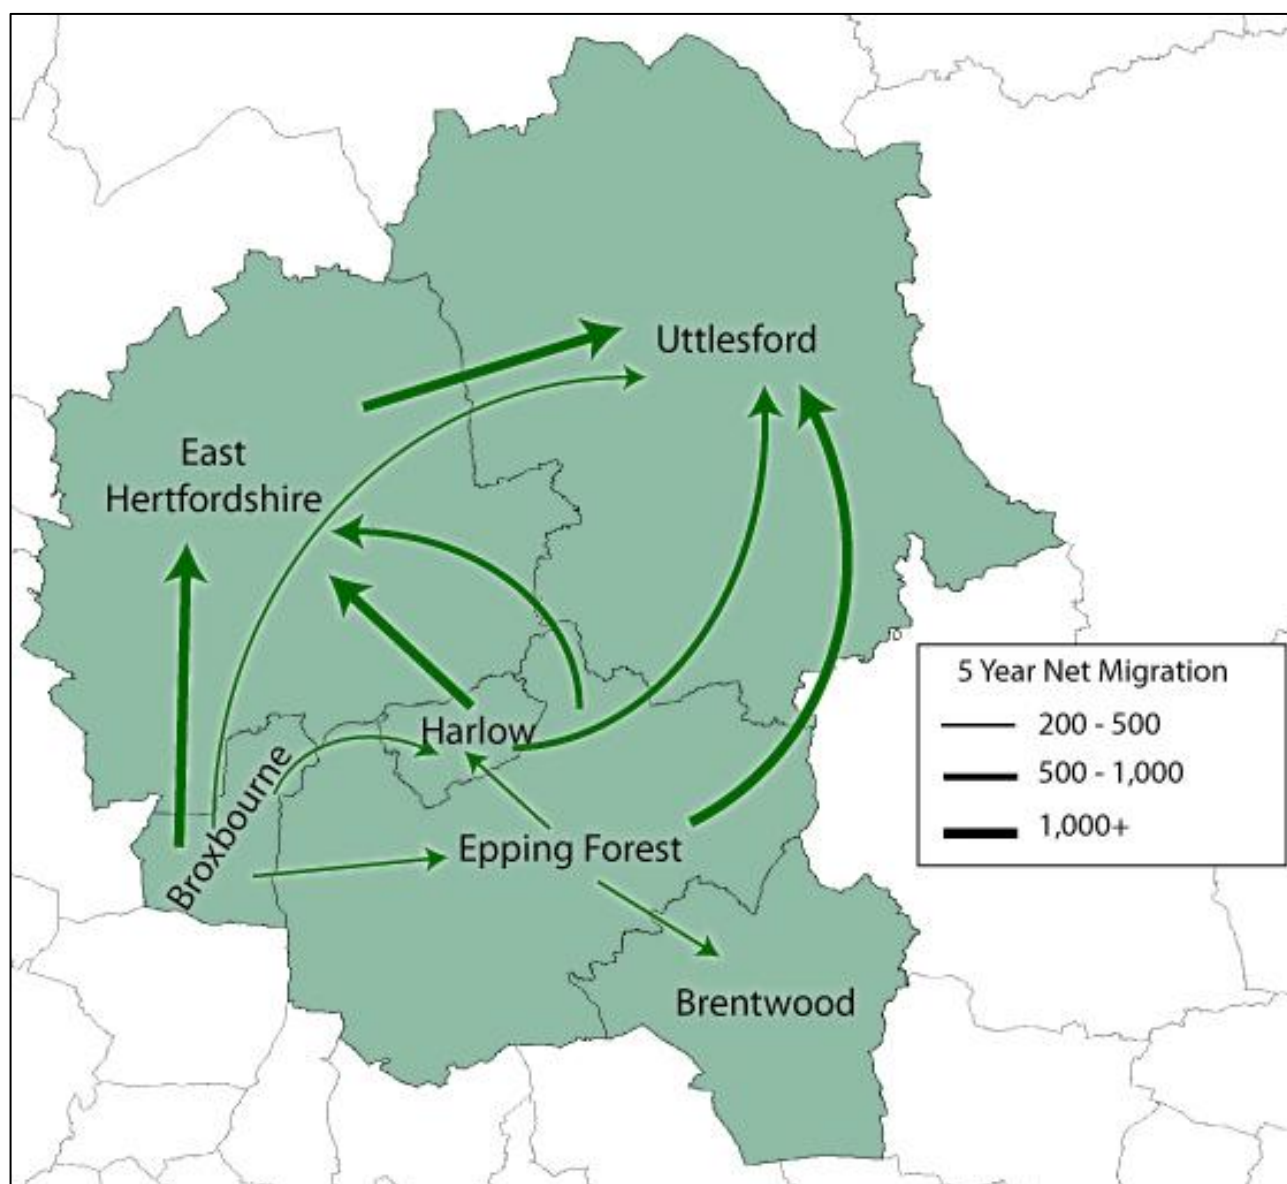 Uttlesford
East
Hertfordshire
Harlow
Broxbourne
Epping Forest
Brentwood
5 Year Net Migration
200 - 500
500 - 1,000
1,000+